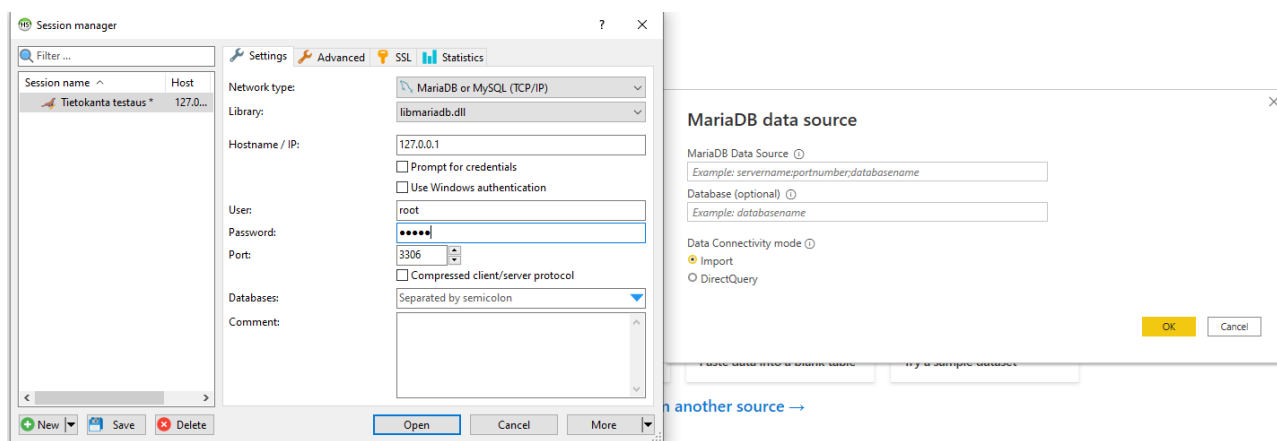 HS Session manager
? ×
Filter ...
Session name Host
Tietokanta testaus * 127.0...
New Save Delete
Settings Advanced SSL Statistics
Network type: MariaDB or MySQL (TCP/IP)
Library: libmariadb.dll
Hostname / IP: 127.0.0.1
Prompt for credentials
Use Windows authentication
User: root
Password: •••••
Port: 3306
Compressed client/server protocol
Databases: Separated by semicolon
Comment:
Open Cancel More
MariaDB data source
MariaDB Data Source
Example: servername:portnumber;databasename
Database (optional)
Example: databasename
Data Connectivity mode
Import
DirectQuery
OK Cancel
Paste data into a blank table Try a sample dataset
another source →